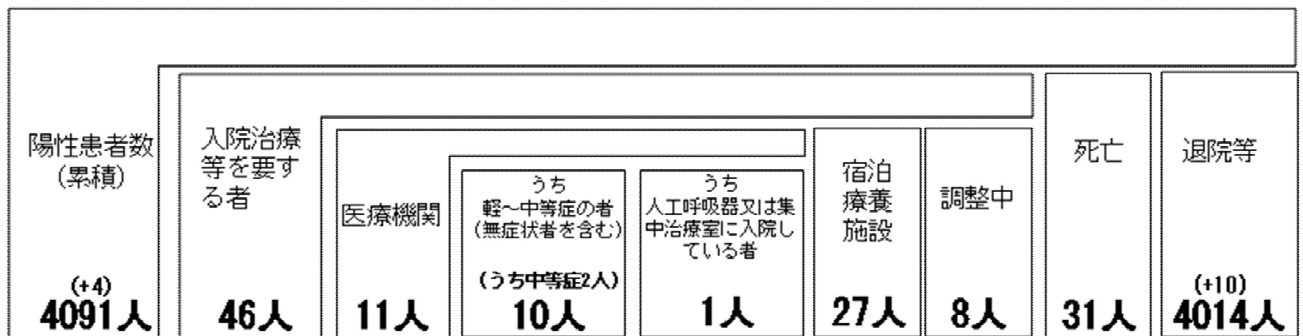 陽性患者数
(累積)
(+4)
4091人
入院治療
等を要す
る者
46人
医療機関
11人
うち
軽～中等症の者
(無症状者を含む)
(うち中等症2人)
10人
うち
人工呼吸器又は集
中治療室に入院し
ている者
1人
宿泊
療養
施設
27人
調整中
8人
死亡
31人
退院等
(+10)
4014人